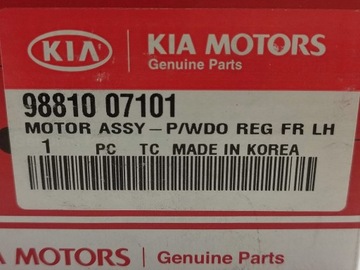 KIA KIA MOTORS
Genuine Parts
98810 07101
MOTOR ASSY-P/WDO REG FR LH
1 PC TC MADE IN KOREA
IA MOTORS Genuine Parts